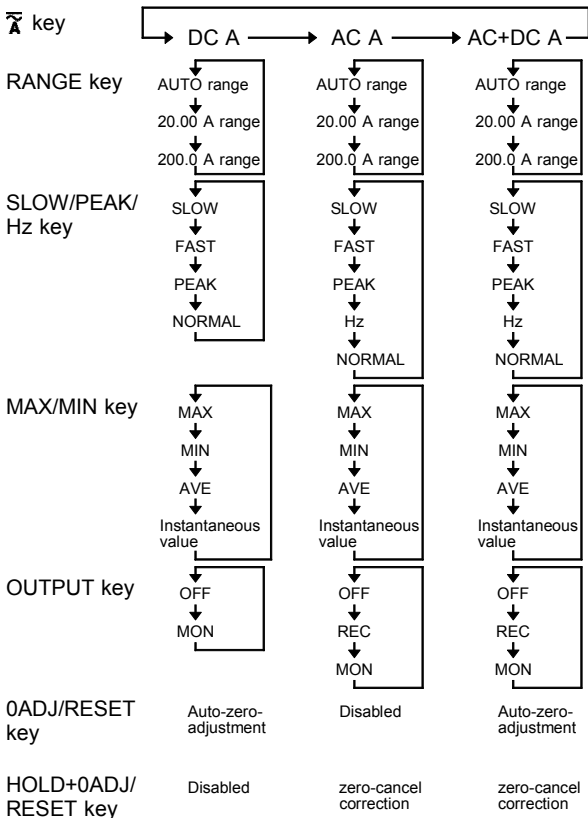 A key
DC A AC A AC+DC A
RANGE key
AUTO range AUTO range AUTO range
20.00 A range 20.00 A range 20.00 A range
200.0 A range 200.0 A range 200.0 A range
SLOW/PEAK/
Hz key
SLOW SLOW SLOW
FAST FAST FAST
PEAK PEAK PEAK
NORMAL Hz Hz
NORMAL NORMAL
MAX/MIN key
MAX MAX MAX
MIN MIN MIN
AVE AVE AVE
Instantaneous Instantaneous Instantaneous
value value value
OUTPUT key
OFF OFF OFF
MON REC REC
MON MON
0ADJ/RESET
key
Auto-zero- Disabled Auto-zero-
adjustment adjustment
HOLD+0ADJ/
RESET key
Disabled zero-cancel zero-cancel
correction correction